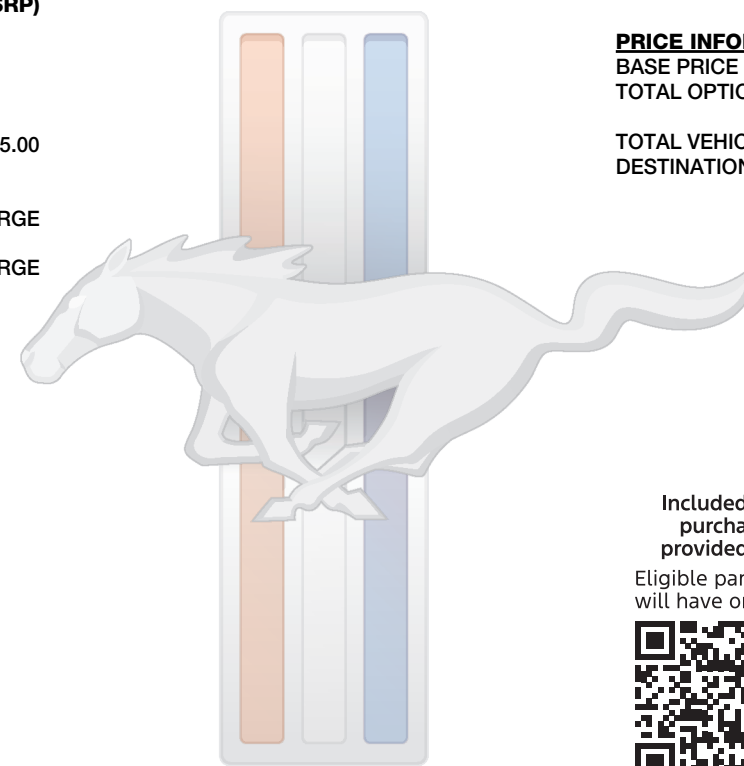 SRP)
5.00
RGE
RGE
PRICE INFO
BASE PRICE
TOTAL OPTIO
TOTAL VEHIC
DESTINATION
Included
purcha
provided
Eligible par
will have o